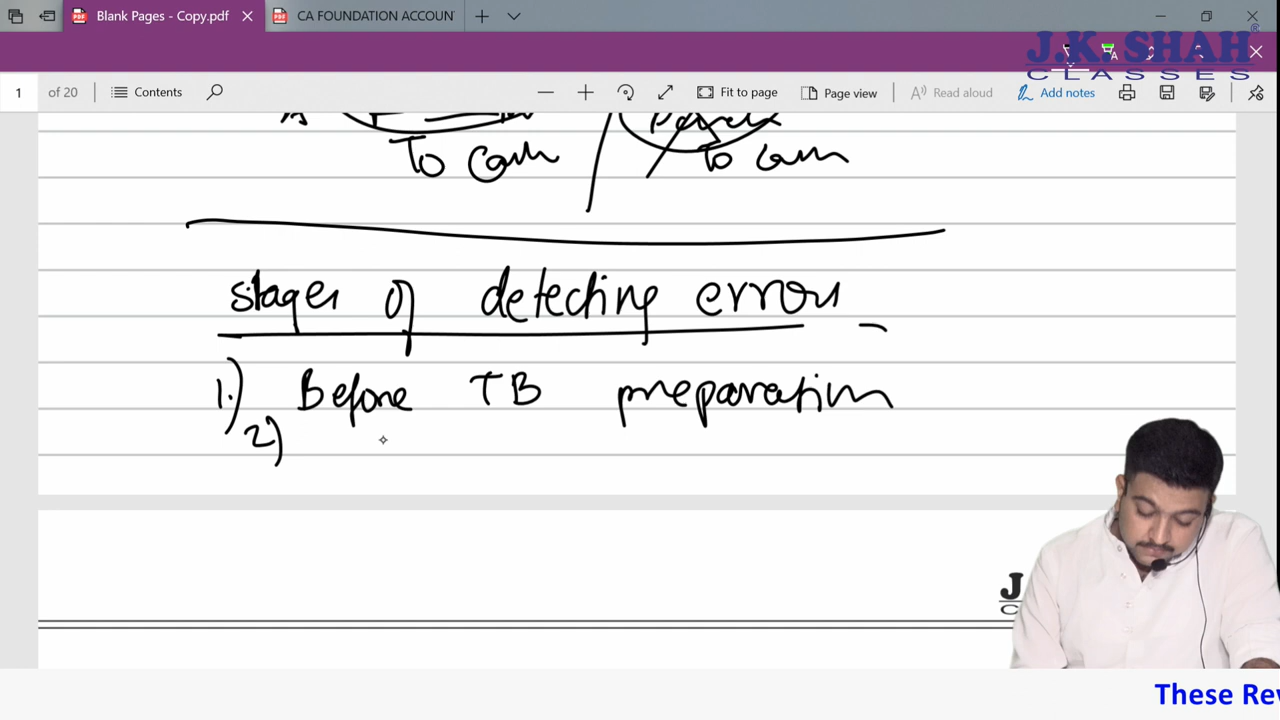 Blank Pages - Copy.pdf
CA FOUNDATION ACCOUNT
J.K. SHAH®
CLASSES
1 of 20
Contents
Fit to page
Page view
Read aloud
Add notes
To Cash
To Cash
Stages of detecting errors
1.) Before TB preparation
2)
J
C
These Rev